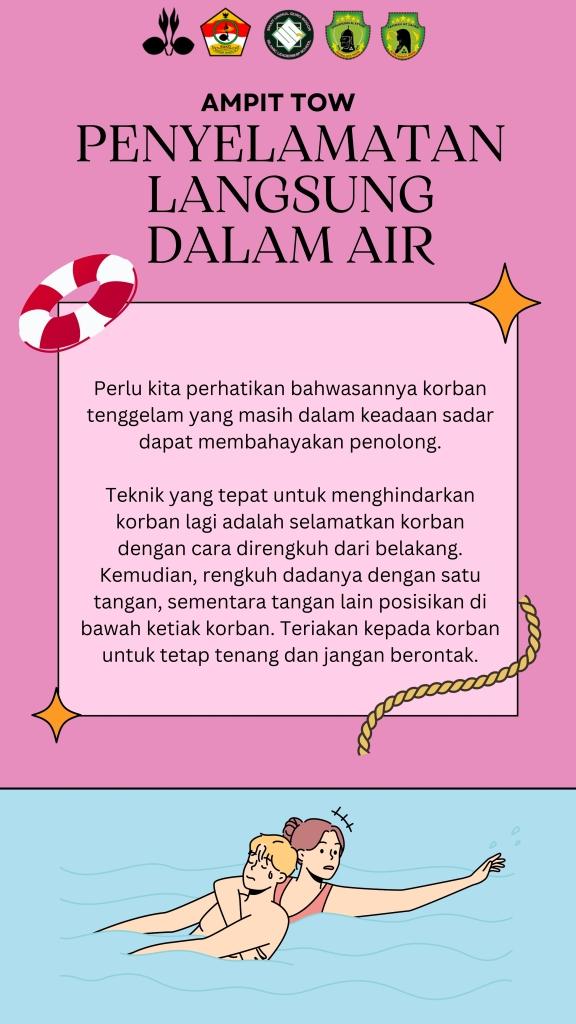 AMPIT TOW
PENYELAMATAN
LANGSUNG
DALAM AIR
Perlu kita perhatikan bahwasannya korban
tenggelam yang masih dalam keadaan sadar
dapat membahayakan penolong.
Teknik yang tepat untuk menghindarkan
korban lagi adalah selamatkan korban
dengan cara direngkuh dari belakang.
Kemudian, rengkuh dadanya dengan satu
tangan, sementara tangan lain posisikan di
bawah ketiak korban. Teriakan kepada korban
untuk tetap tenang dan jangan berontak.